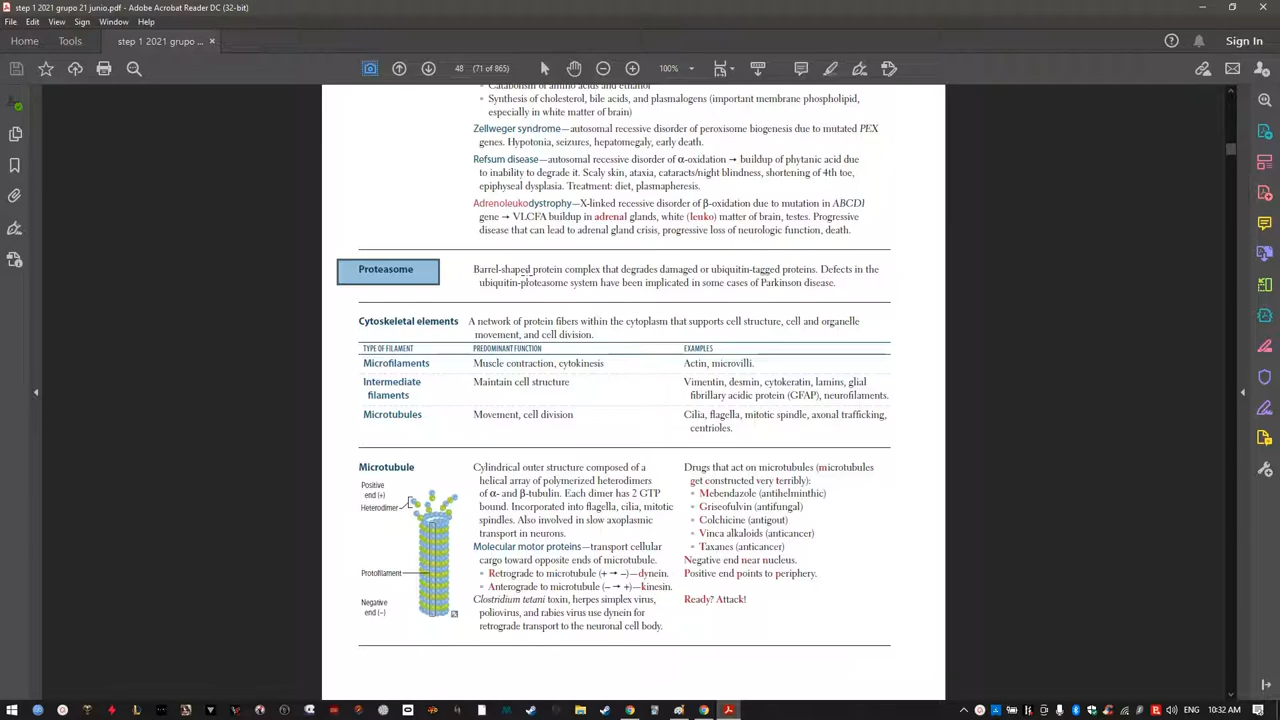 step 1 2021 grupo 21 junio.pdf - Adobe Acrobat Reader DC (32-bit)
File Edit View Sign Window Help
Home Tools step 1 2021 grupo ... × Sign In
48 (71 of 865) 100%
• Catabolism of amino acids and ethanol
• Synthesis of cholesterol, bile acids, and plasmalogens (important membrane phospholipid,
especially in white matter of brain)
Zellweger syndrome—autosomal recessive disorder of peroxisome biogenesis due to mutated PEX
genes. Hypotonia, seizures, hepatomegaly, early death.
Refsum disease—autosomal recessive disorder of α-oxidation → buildup of phytanic acid due
to inability to degrade it. Scaly skin, ataxia, cataracts/night blindness, shortening of 4th toe,
epiphyseal dysplasia. Treatment: diet, plasmapheresis.
Adrenoleukodystrophy—X-linked recessive disorder of β-oxidation due to mutation in ABCD1
gene → VLCFA buildup in adrenal glands, white (leuko) matter of brain, testes. Progressive
disease that can lead to adrenal gland crisis, progressive loss of neurologic function, death.
Proteasome
Barrel-shaped protein complex that degrades damaged or ubiquitin-tagged proteins. Defects in the
ubiquitin-proteasome system have been implicated in some cases of Parkinson disease.
Cytoskeletal elements
A network of protein fibers within the cytoplasm that supports cell structure, cell and organelle
movement, and cell division.
TYPE OF FILAMENT PREDOMINANT FUNCTION EXAMPLES
Microfilaments Muscle contraction, cytokinesis Actin, microvilli.
Intermediate Maintain cell structure Vimentin, desmin, cytokeratin, lamins, glial
filaments fibrillary acidic protein (GFAP), neurofilaments.
Microtubules Movement, cell division Cilia, flagella, mitotic spindle, axonal trafficking,
centrioles.
Microtubule
Positive
end (+)
Heterodimer
Protofilament
Negative
end (−)
Cylindrical outer structure composed of a
helical array of polymerized heterodimers
of α- and β-tubulin. Each dimer has 2 GTP
bound. Incorporated into flagella, cilia, mitotic
spindles. Also involved in slow axoplasmic
transport in neurons.
Molecular motor proteins—transport cellular
cargo toward opposite ends of microtubule.
• Retrograde to microtubule (+ → −)—dynein.
• Anterograde to microtubule (− → +)—kinesin.
Clostridium tetani toxin, herpes simplex virus,
poliovirus, and rabies virus use dynein for
retrograde transport to the neuronal cell body.
Drugs that act on microtubules (microtubules
get constructed very terribly):
• Mebendazole (antihelminthic)
• Griseofulvin (antifungal)
• Colchicine (antigout)
• Vinca alkaloids (anticancer)
• Taxanes (anticancer)
Negative end near nucleus.
Positive end points to periphery.
Ready? Attack!
ENG 10:32 AM